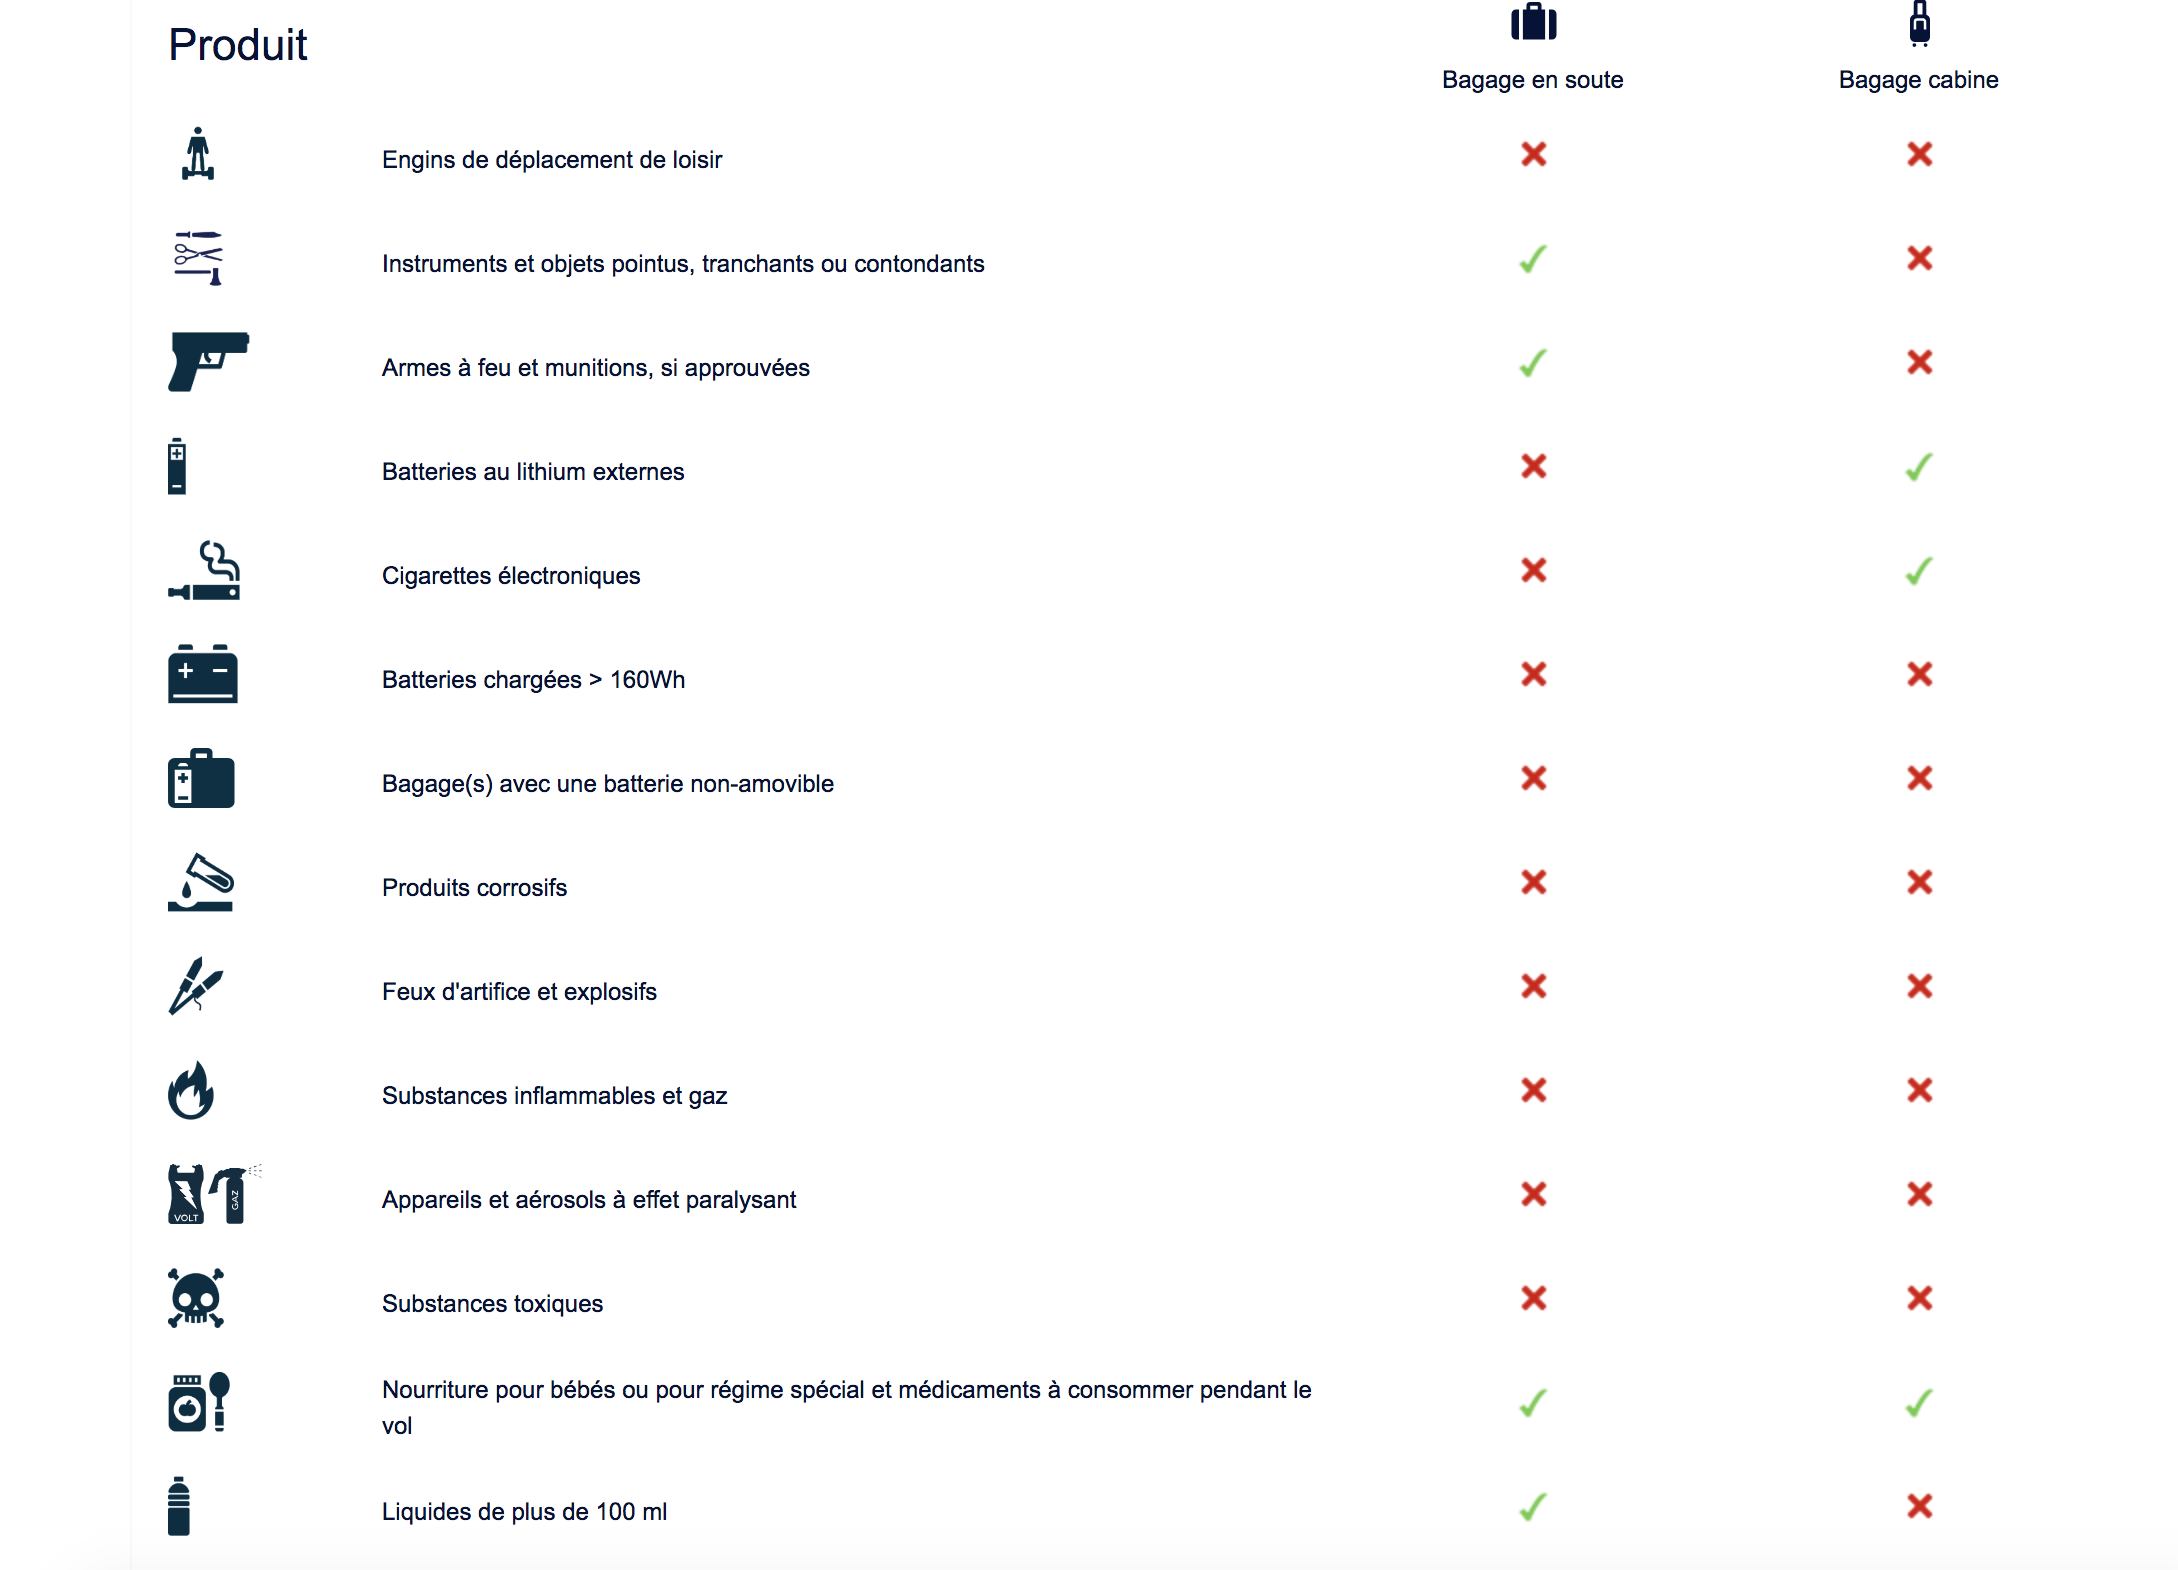 Produit
Bagage en soute
Bagage cabine
Engins de déplacement de loisir
Instruments et objets pointus, tranchants ou contondants
Armes à feu et munitions, si approuvées
Batteries au lithium externes
Cigarettes électroniques
Batteries chargées > 160Wh
Bagage(s) avec une batterie non-amovible
Produits corrosifs
Feux d'artifice et explosifs
Substances inflammables et gaz
VOLT
GAZ
Appareils et aérosols à effet paralysant
Substances toxiques
Nourriture pour bébés ou pour régime spécial et médicaments à consommer pendant le
vol
Liquides de plus de 100 ml